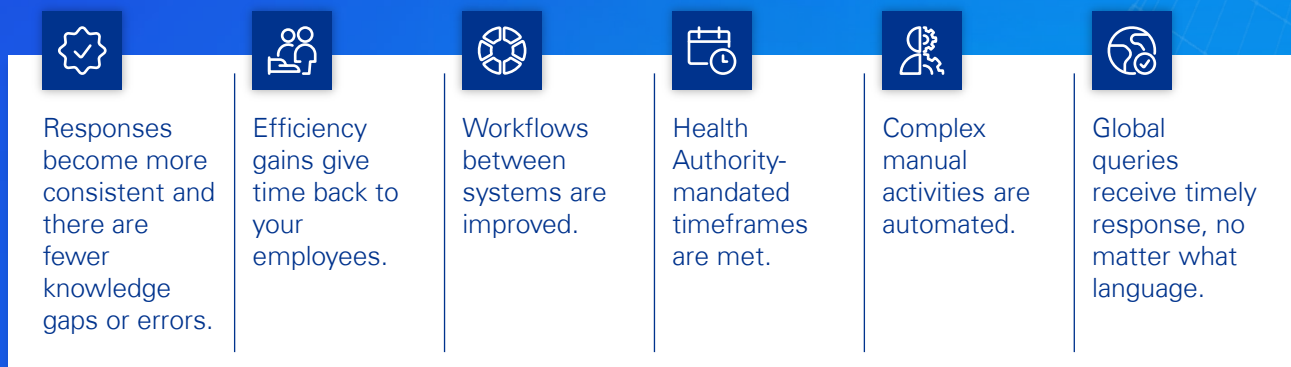 Responses
become more
consistent and
there are
fewer
knowledge
gaps or errors.
Efficiency
gains give
time back to
your
employees.
Workflows
between
systems are
improved.
Health
Authority-
mandated
timeframes
are met.
Complex
manual
activities are
automated.
Global
queries
receive timely
response, no
matter what
language.